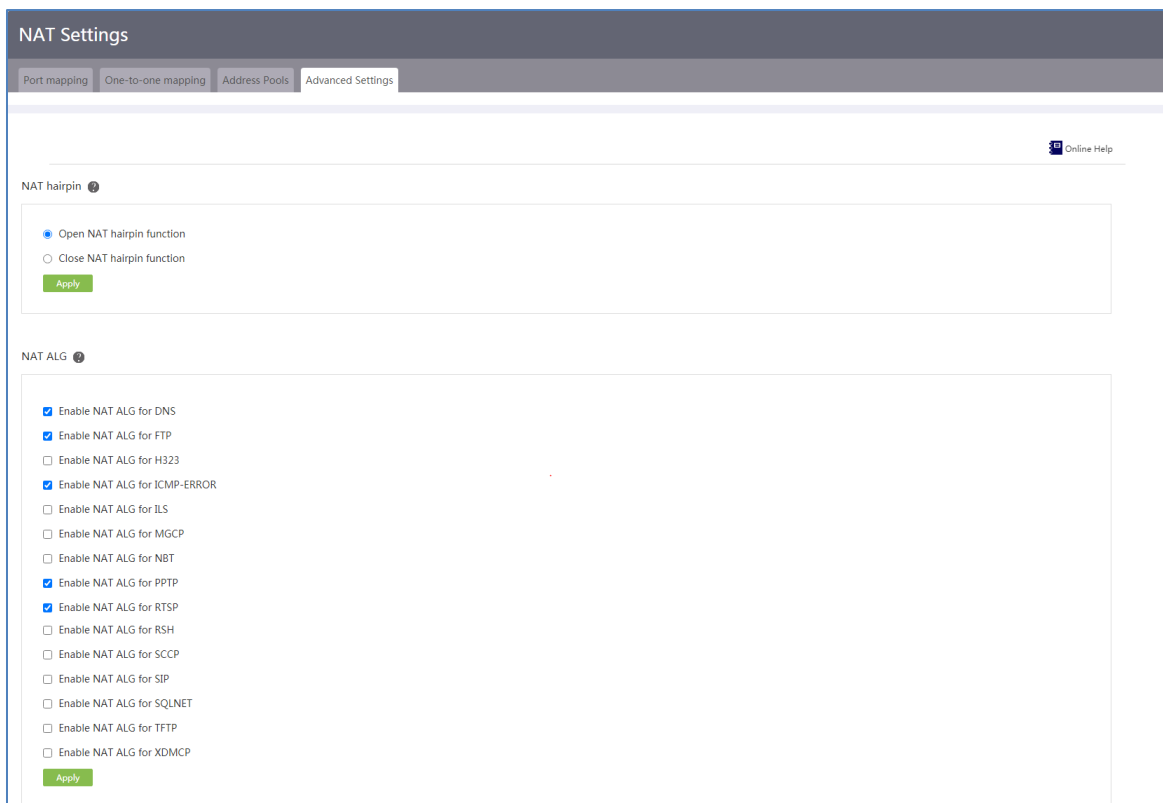 NAT Settings
Port mapping One-to-one mapping Address Pools Advanced Settings
Online Help
NAT hairpin ?
Open NAT hairpin function
Close NAT hairpin function
Apply
NAT ALG ?
Enable NAT ALG for DNS
Enable NAT ALG for FTP
Enable NAT ALG for H323
Enable NAT ALG for ICMP-ERROR
Enable NAT ALG for ILS
Enable NAT ALG for MGCP
Enable NAT ALG for NBT
Enable NAT ALG for PPTP
Enable NAT ALG for RTSP
Enable NAT ALG for RSH
Enable NAT ALG for SCCP
Enable NAT ALG for SIP
Enable NAT ALG for SQLNET
Enable NAT ALG for TFTP
Enable NAT ALG for XDMCP
Apply